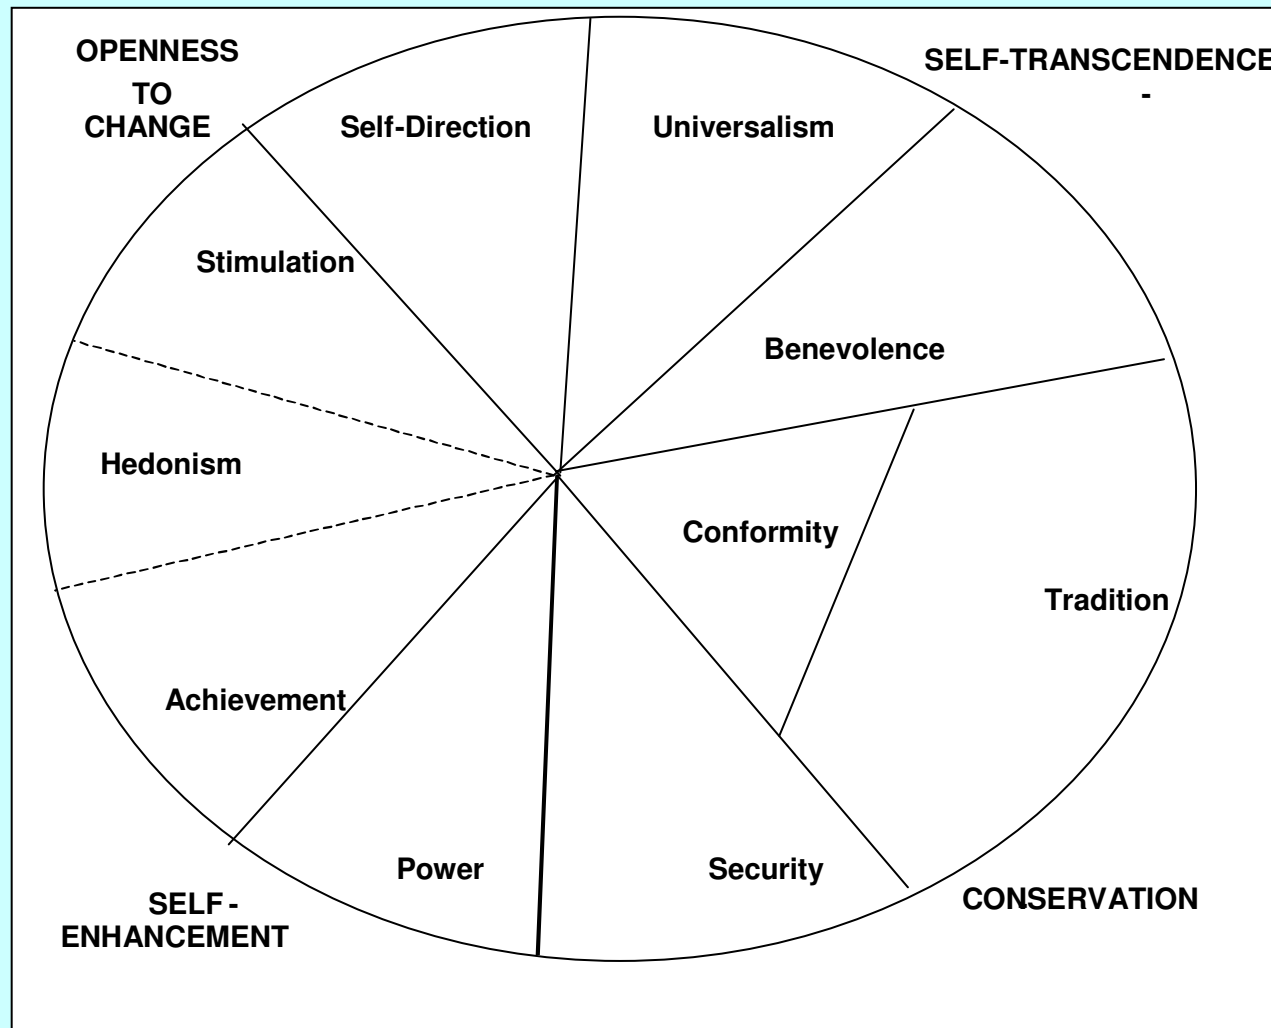 OPENNESS
TO
CHANGE
SELF-TRANSCENDENCE
-
Self-Direction
Universalism
Stimulation
Benevolence
Hedonism
Conformity
Tradition
Achievement
Power
Security
SELF-
ENHANCEMENT
CONSERVATION